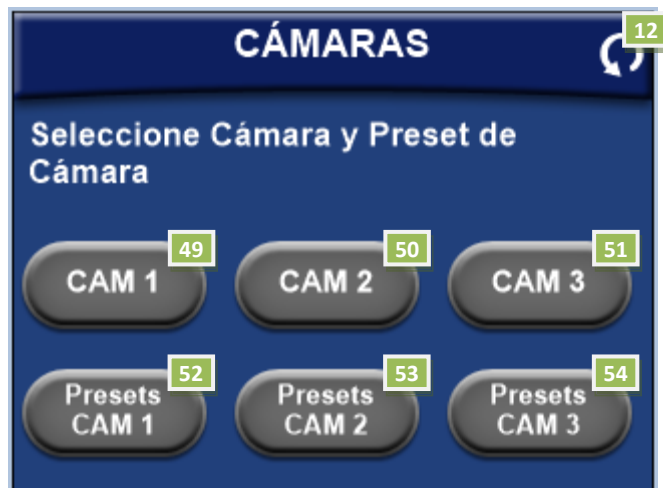 CÁMARAS
12
Seleccione Cámara y Preset de
Cámara
49
50
51
CAM 1
CAM 2
CAM 3
52
53
54
Presets
CAM 1
Presets
CAM 2
Presets
CAM 3